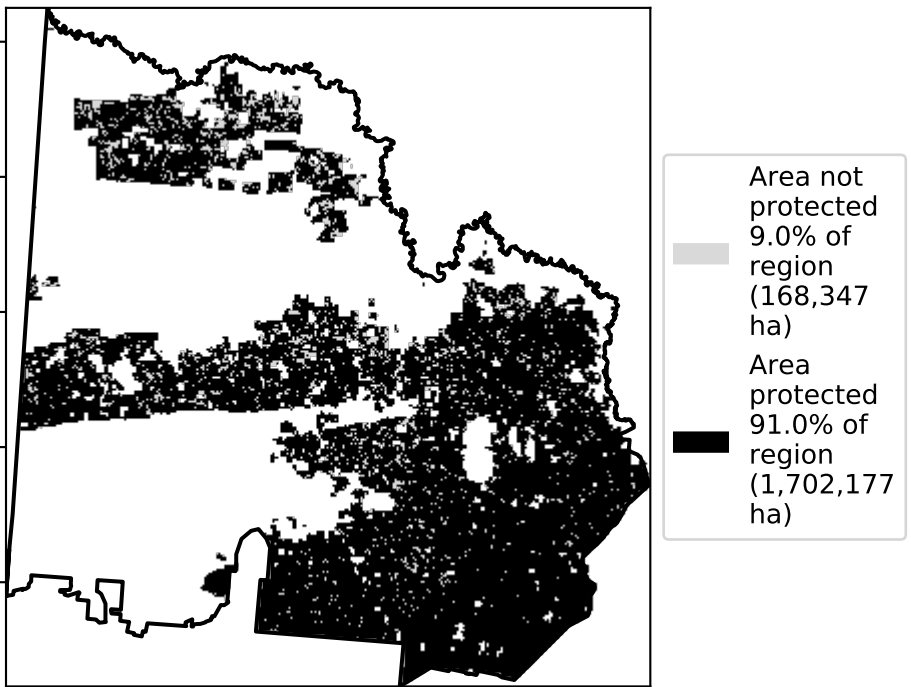 Area not
protected
9.0% of
region
(168,347
ha)
Area
protected
91.0% of
region
(1,702,177
ha)